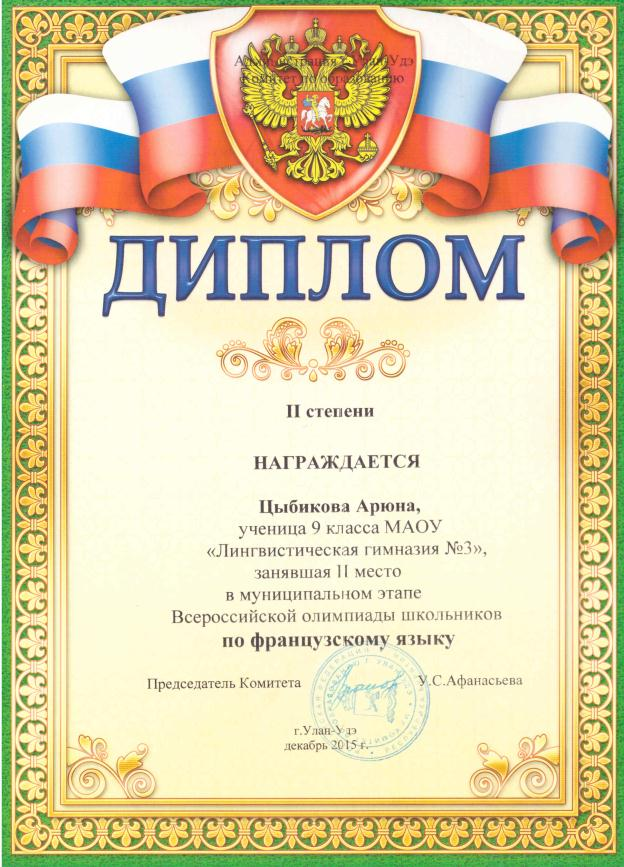 Администрация г. Улан-Удэ
Комитет по образованию
ДИПЛОМ
II степени
НАГРАЖДАЕТСЯ
Цыбикова Арюна,
ученица 9 класса МАОУ
«Лингвистическая гимназия №3»,
занявшая II место
в муниципальном этапе
Всероссийской олимпиады школьников
по французскому языку
Председатель Комитета У.С.Афанасьева
г.Улан-Удэ
декабрь 2015 г.